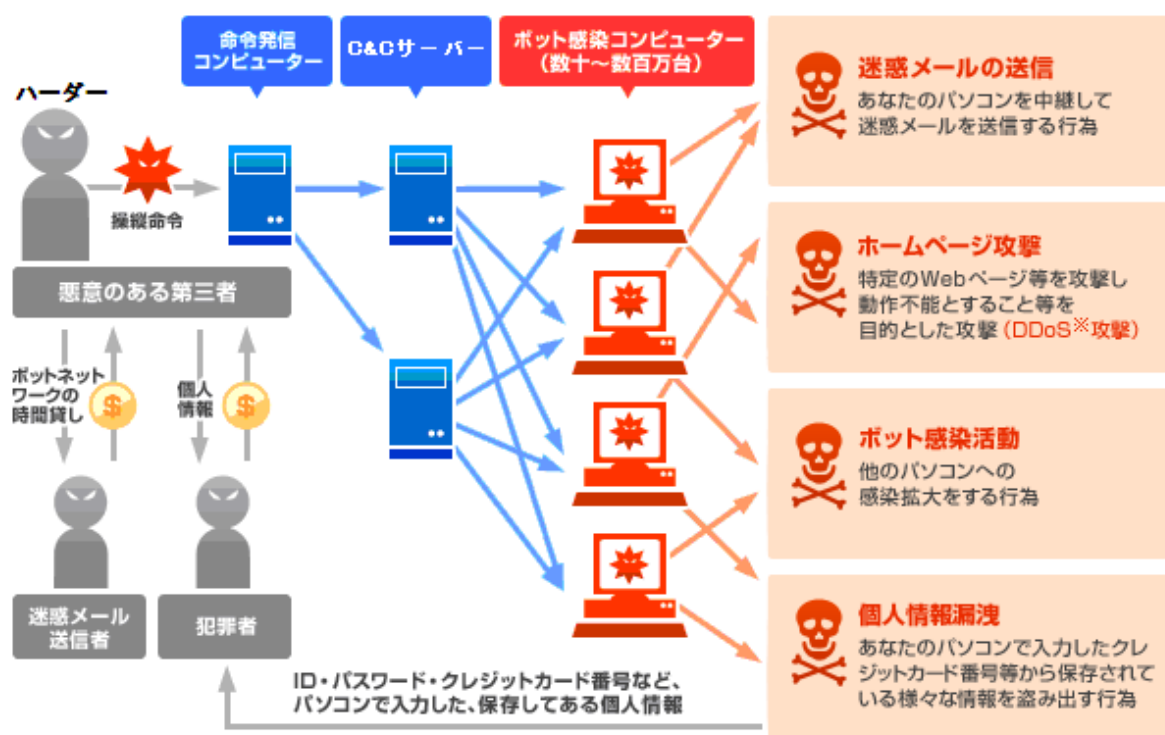 命令発信
コンピューター
C&Cサーバー
ボット感染コンピューター
（数十～数百万台）
ハーダー
操縦命令
悪意のある第三者
ボットネット
ワークの
時間貸し
$
個人
情報
$
迷惑メール
送信者
犯罪者
ID・パスワード・クレジットカード番号など、
パソコンで入力した、保存してある個人情報
迷惑メールの送信
あなたのパソコンを中継して
迷惑メールを送信する行為
ホームページ攻撃
特定のWebページ等を攻撃し
動作不能とすること等を
目的とした攻撃（DDoS※攻撃）
ボット感染活動
他のパソコンへの
感染拡大をする行為
個人情報漏洩
あなたのパソコンで入力したクレ
ジットカード番号等から保存されて
いる様々な情報を盗み出す行為